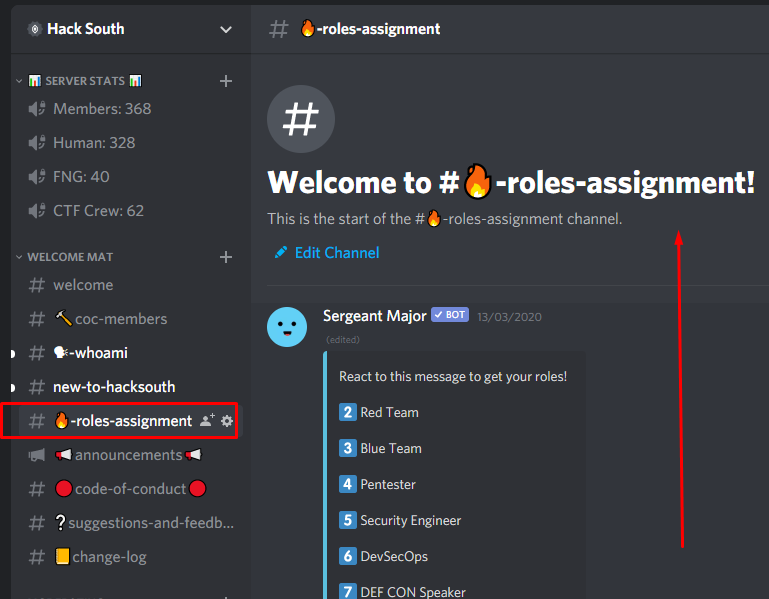 Hack South
📊 SERVER STATS 📊
Members: 368
Human: 328
FNG: 40
CTF Crew: 62
WELCOME MAT
# welcome
# 🔨coc-members
# 🗣-whoami
# new-to-hacksouth
# 🔥-roles-assignment
📢announcements📢
# 🔴code-of-conduct🔴
# ❔suggestions-and-feedb...
# 📒change-log
# 🔥-roles-assignment
#
Welcome to #🔥-roles-assignment!
This is the start of the #🔥-roles-assignment channel.
Edit Channel
Sergeant Major ✓ BOT 13/03/2020
(edited)
React to this message to get your roles!
2 Red Team
3 Blue Team
4 Pentester
5 Security Engineer
6 DevSecOps
7 DEF CON Speaker